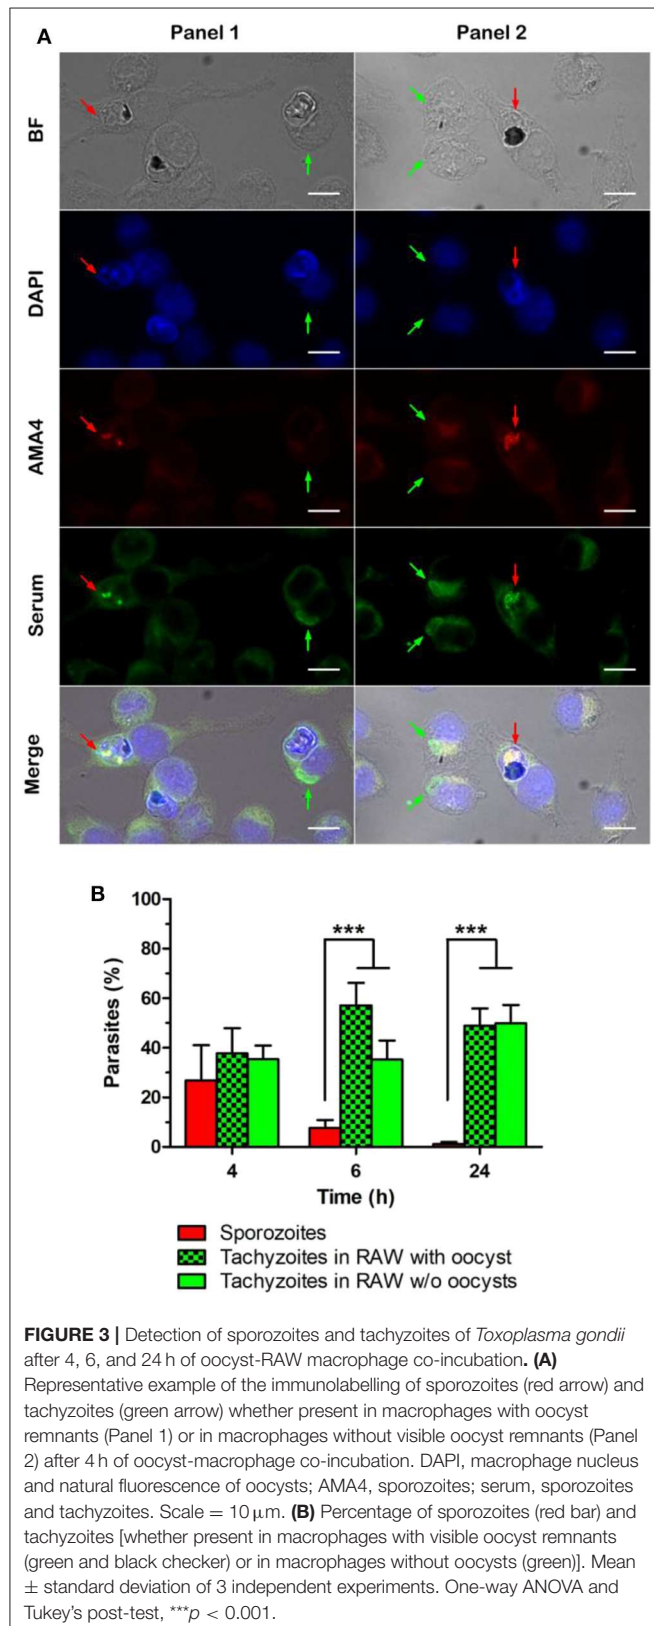 A
Panel 1
Panel 2
BF
DAPI
AMA4
Serum
Merge
B
100
80
60
40
20
0
Parasites (%)
***
***
4
6
24
Time (h)
Sporozoites
Tachyzoites in RAW with oocyst
Tachyzoites in RAW w/o oocysts
FIGURE 3 | Detection of sporozoites and tachyzoites of Toxoplasma gondii
after 4, 6, and 24 h of oocyst-RAW macrophage co-incubation. (A)
Representative example of the immunolabelling of sporozoites (red arrow) and
tachyzoites (green arrow) whether present in macrophages with oocyst
remnants (Panel 1) or in macrophages without visible oocyst remnants (Panel
2) after 4 h of oocyst-macrophage co-incubation. DAPI, macrophage nucleus
and natural fluorescence of oocysts; AMA4, sporozoites; serum, sporozoites
and tachyzoites. Scale = 10 μm. (B) Percentage of sporozoites (red bar) and
tachyzoites [whether present in macrophages with visible oocyst remnants
(green and black checker) or in macrophages without oocysts (green)]. Mean
± standard deviation of 3 independent experiments. One-way ANOVA and
Tukey's post-test, ***p < 0.001.